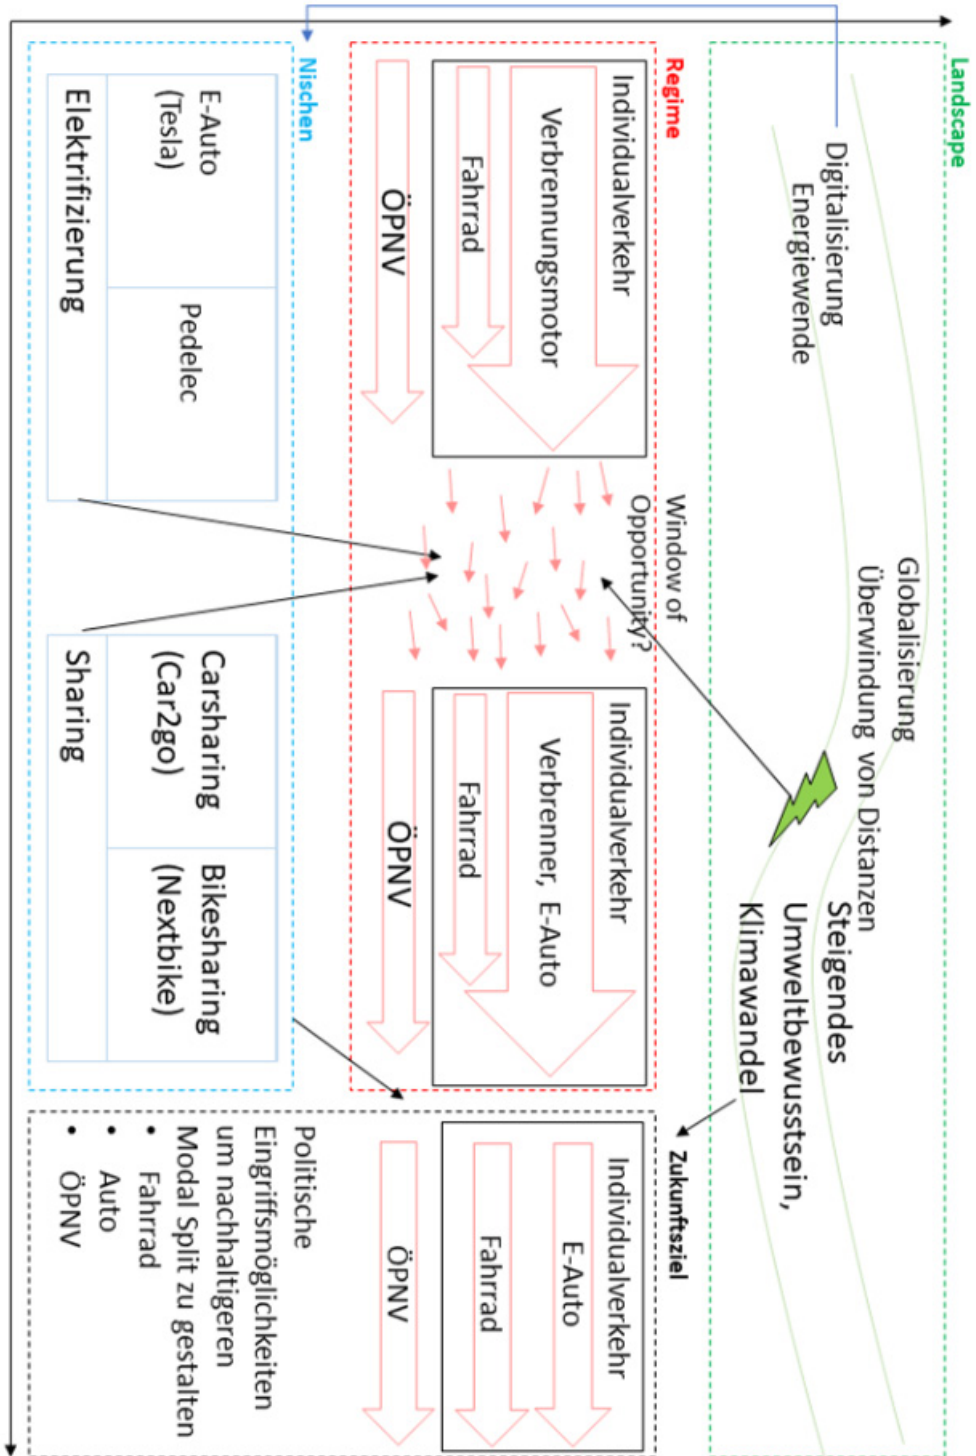 Landscape
Digitalisierung
Energiewende
Globalisierung
Überwindung von Distanzen
Steigendes
Umweltbewusstsein,
Klimawandel
Regime
Individualverkehr
Verbrennungsmotor
Fahrrad
ÖPNV
Window of
Opportunity?
Individualverkehr
Verbrenner, E-Auto
Fahrrad
ÖPNV
Zukunftsziel
Individualverkehr
E-Auto
Fahrrad
ÖPNV
Nischen
E-Auto
(Tesla)
Pedelec
Elektrifizierung
Carsharing
(Car2go)
Bikesharing
(Nextbike)
Sharing
Politische
Eingriffsmöglichkeiten
um nachhaltigeren
Modal Split zu gestalten
• Fahrrad
• Auto
• ÖPNV